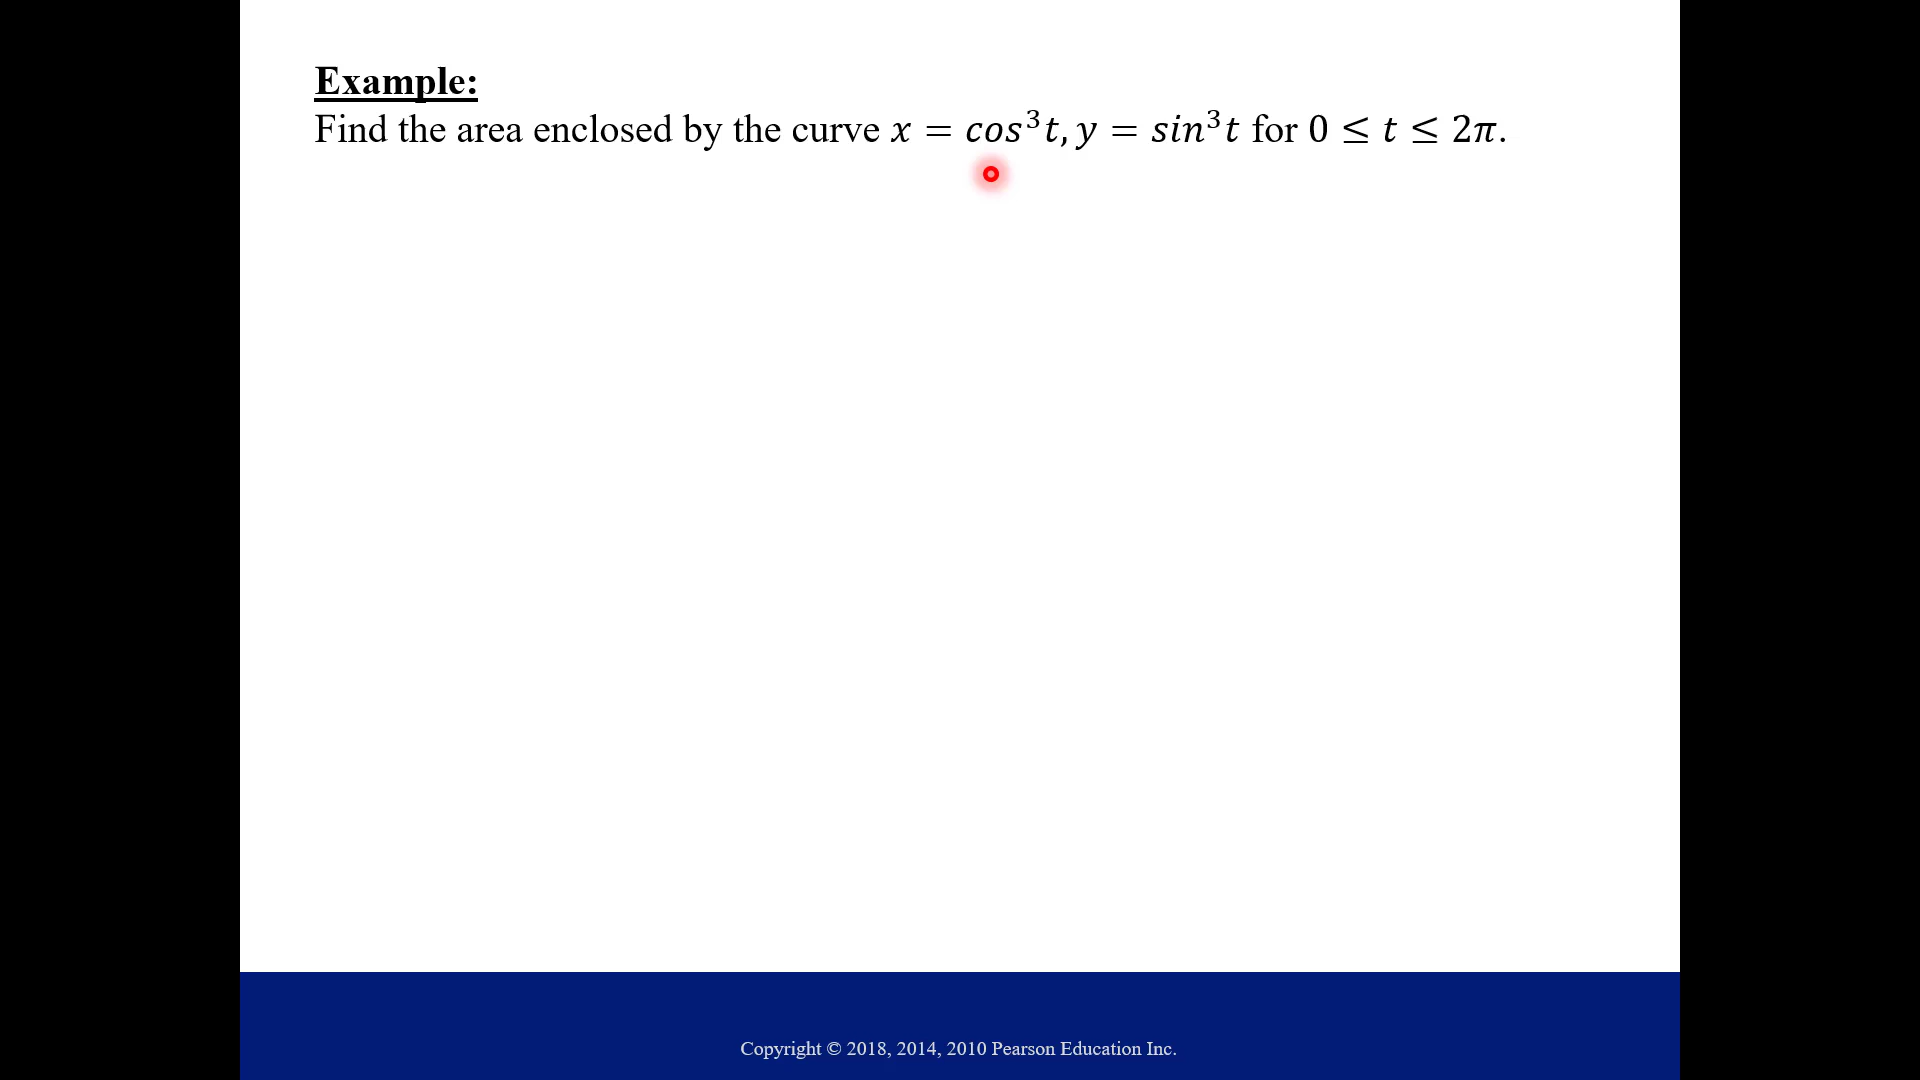 Example:
Find the area enclosed by the curve x = cos³t, y = sin³t for 0 ≤ t ≤ 2π.
Copyright © 2018, 2014, 2010 Pearson Education Inc.